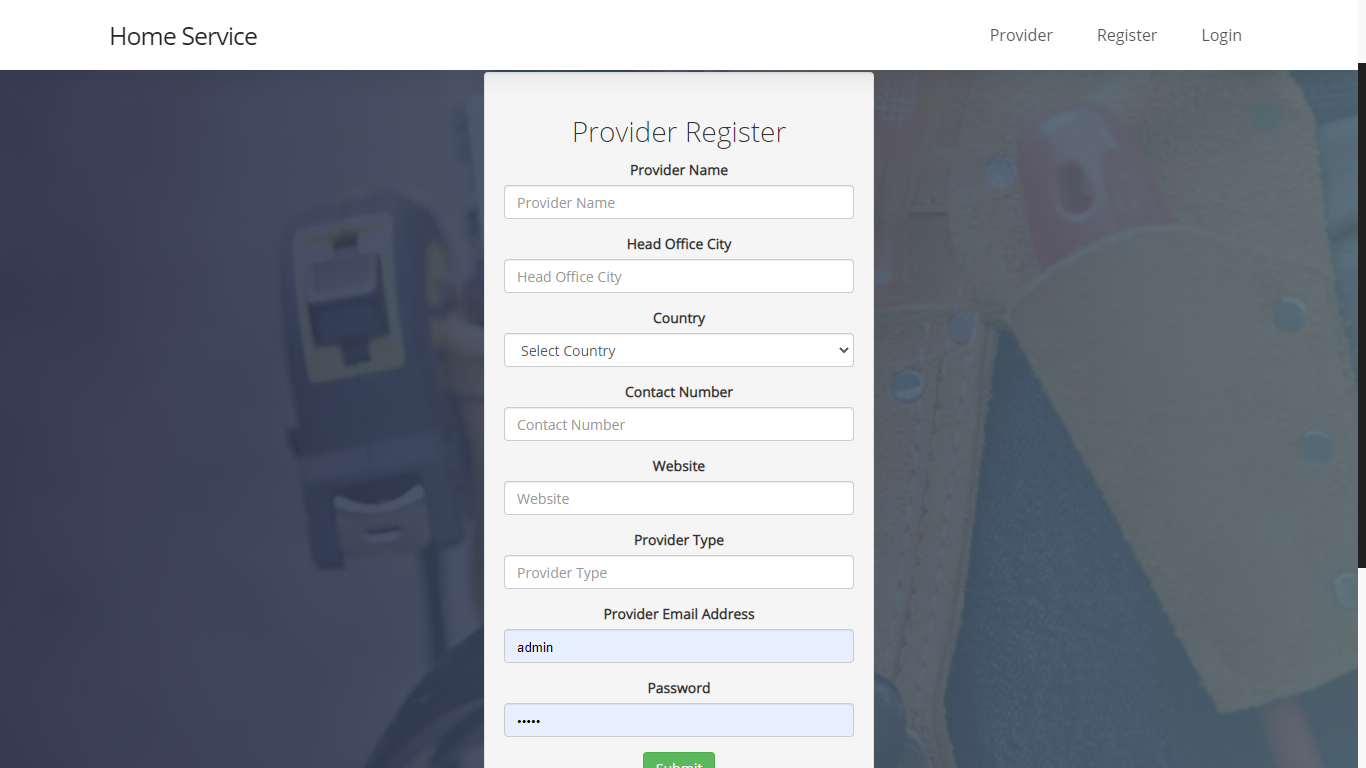 Home Service
Provider
Register
Login
Provider Register
Provider Name
Provider Name
Head Office City
Head Office City
Country
Select Country
Contact Number
Contact Number
Website
Website
Provider Type
Provider Type
Provider Email Address
admin
Password
•••••
Submit